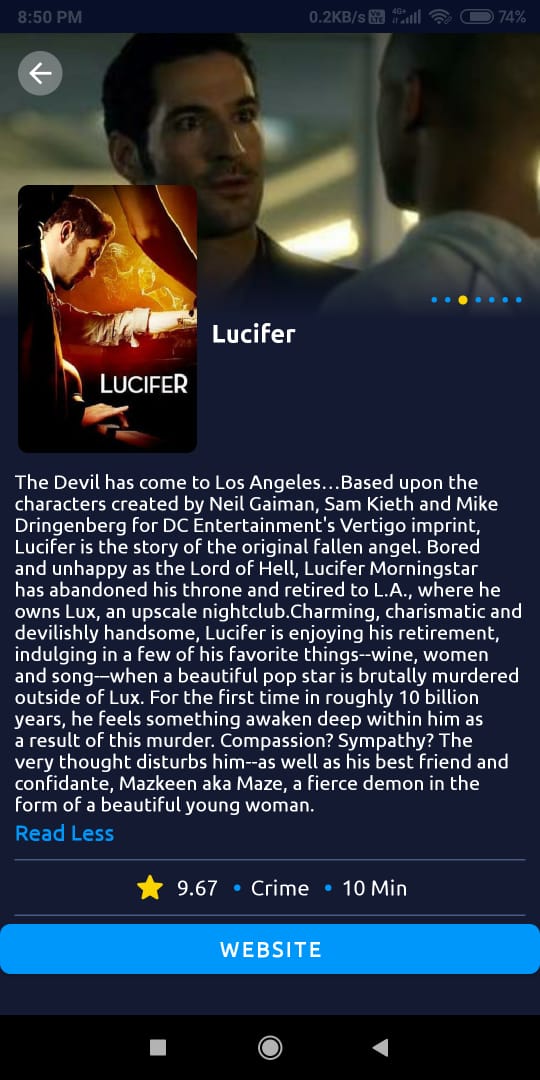 8:50 PM 0.2KB/s VoLTE 4G+ 74%
LUCIFER
Lucifer
The Devil has come to Los Angeles…Based upon the
characters created by Neil Gaiman, Sam Kieth and Mike
Dringenberg for DC Entertainment's Vertigo imprint,
Lucifer is the story of the original fallen angel. Bored
and unhappy as the Lord of Hell, Lucifer Morningstar
has abandoned his throne and retired to L.A., where he
owns Lux, an upscale nightclub.Charming, charismatic and
devilishly handsome, Lucifer is enjoying his retirement,
indulging in a few of his favorite things--wine, women
and song-–when a beautiful pop star is brutally murdered
outside of Lux. For the first time in roughly 10 billion
years, he feels something awaken deep within him as
a result of this murder. Compassion? Sympathy? The
very thought disturbs him--as well as his best friend and
confidante, Mazkeen aka Maze, a fierce demon in the
form of a beautiful young woman.
Read Less
9.67 • Crime • 10 Min
WEBSITE